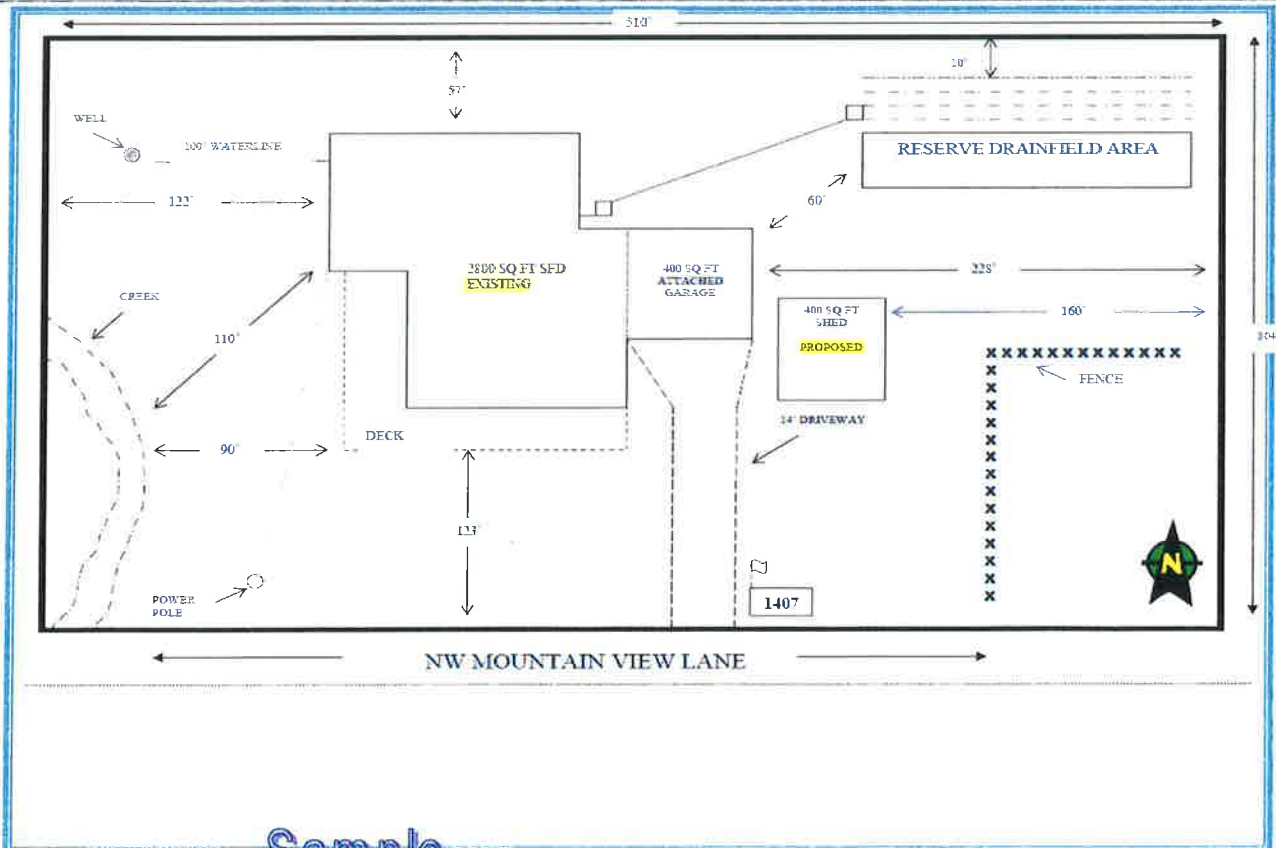 510'
10'
57'
WELL
100' WATERLINE
RESERVE DRAINFIELD AREA
122'
60'
2800 SQ FT SFD
EXISTING
400 SQ FT
ATTACHED
GARAGE
228'
CREEK
400 SQ FT
SHED
PROPOSED
160'
110'
FENCE
DECK
90'
DRIVEWAY
123'
N
POWER
POLE
1407
NW MOUNTAIN VIEW LANE
Sample